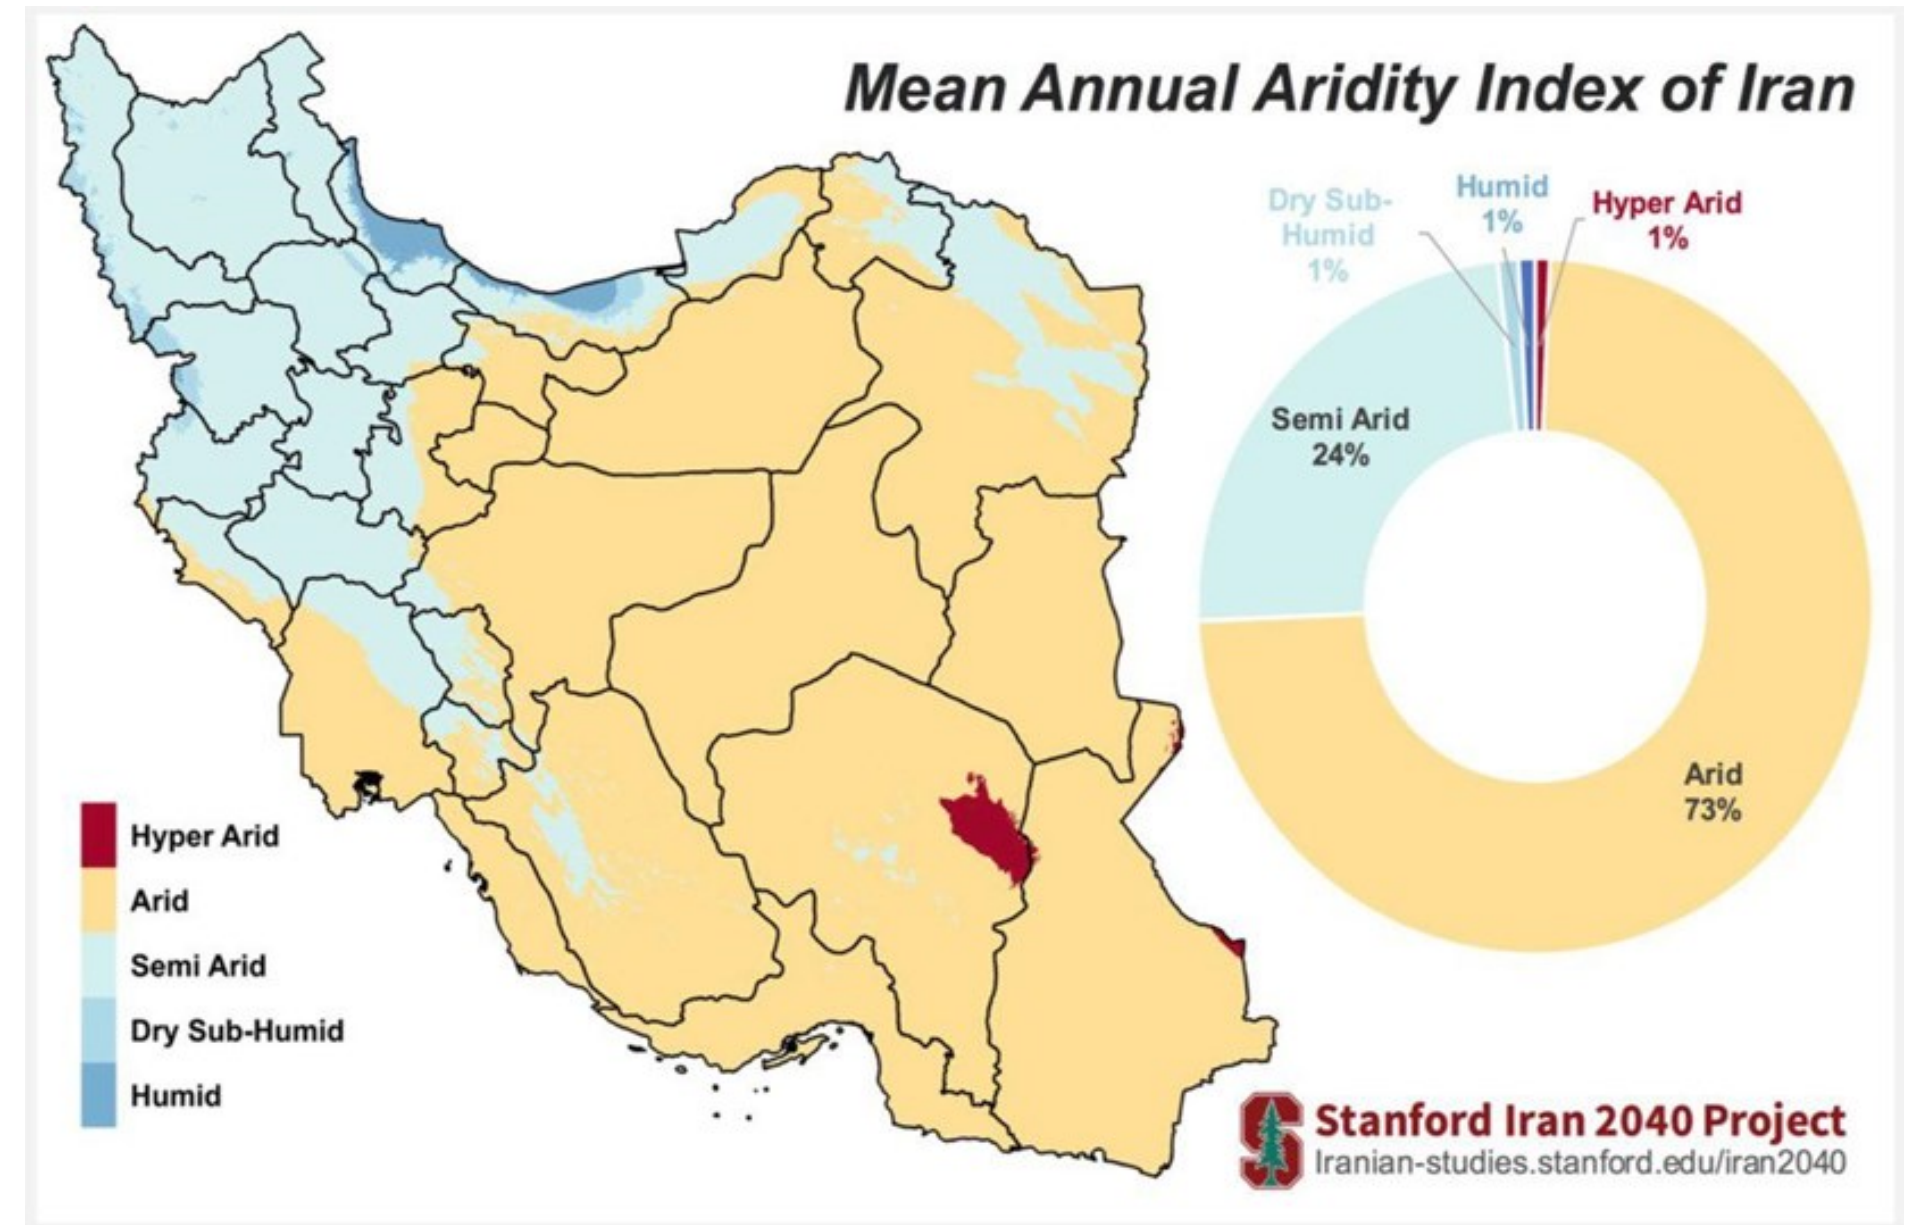 Mean Annual Aridity Index of Iran
Dry Sub-
Humid
1%
Humid
1%
Hyper Arid
1%
Semi Arid
24%
Arid
73%
Hyper Arid
Arid
Semi Arid
Dry Sub-Humid
Humid
Stanford Iran 2040 Project
Iranian-studies.stanford.edu/iran2040